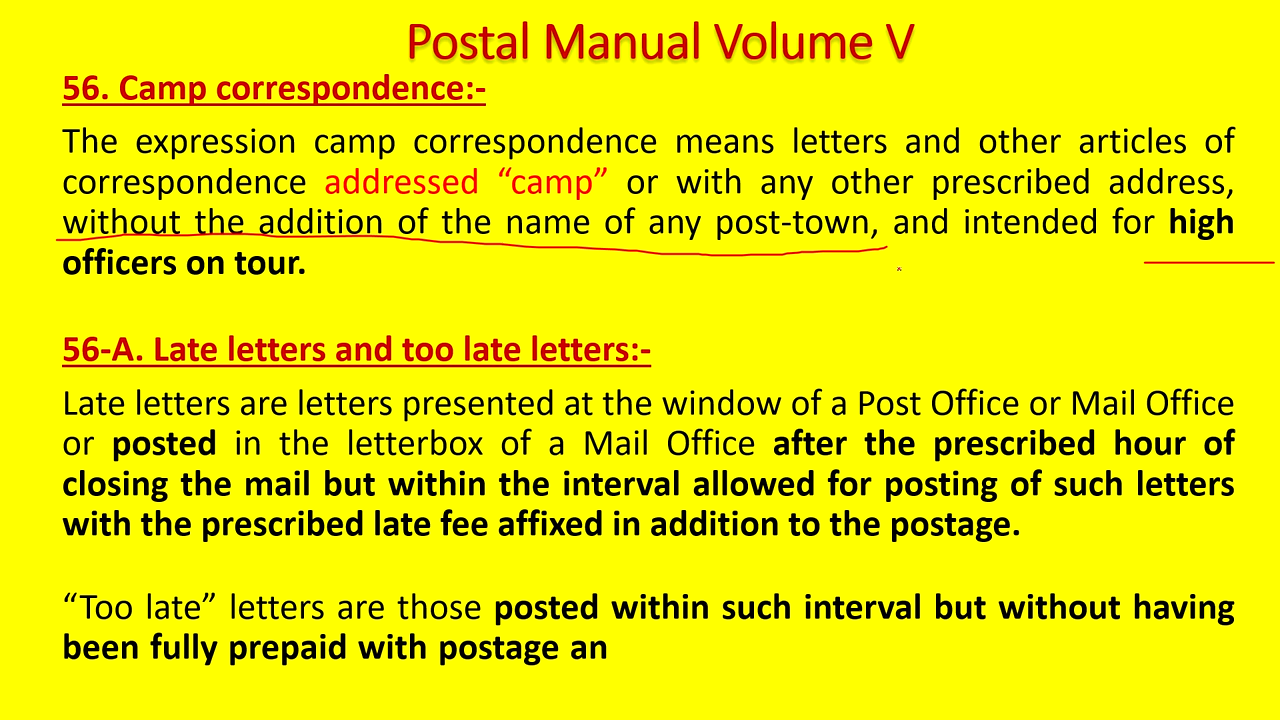 Postal Manual Volume V
56. Camp correspondence:-
The expression camp correspondence means letters and other articles of
correspondence addressed “camp” or with any other prescribed address,
without the addition of the name of any post-town, and intended for high
officers on tour.
56-A. Late letters and too late letters:-
Late letters are letters presented at the window of a Post Office or Mail Office
or posted in the letterbox of a Mail Office after the prescribed hour of
closing the mail but within the interval allowed for posting of such letters
with the prescribed late fee affixed in addition to the postage.
“Too late” letters are those posted within such interval but without having
been fully prepaid with postage an